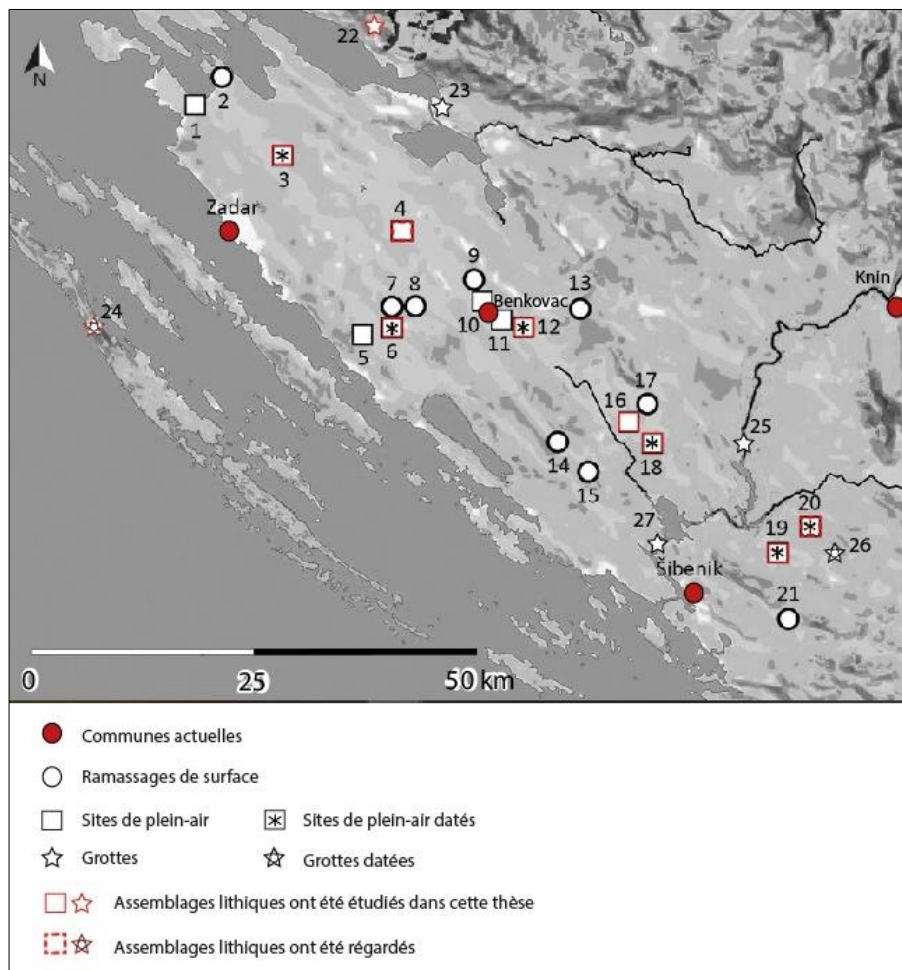 22
N
23
2
1
3
Zadar
4
9
Knin
7 8
13
Benkovac
24
10
11
12
5
6
17
16
25
14
18
15
20
27
19
26
Šibenik
21
0 25 50 km
Communes actuelles
Ramassages de surface
Sites de plein-air Sites de plein-air datés
Grottes Grottes datées
Assemblages lithiques ont été étudiés dans cette thèse
Assemblages lithiques ont été régardés